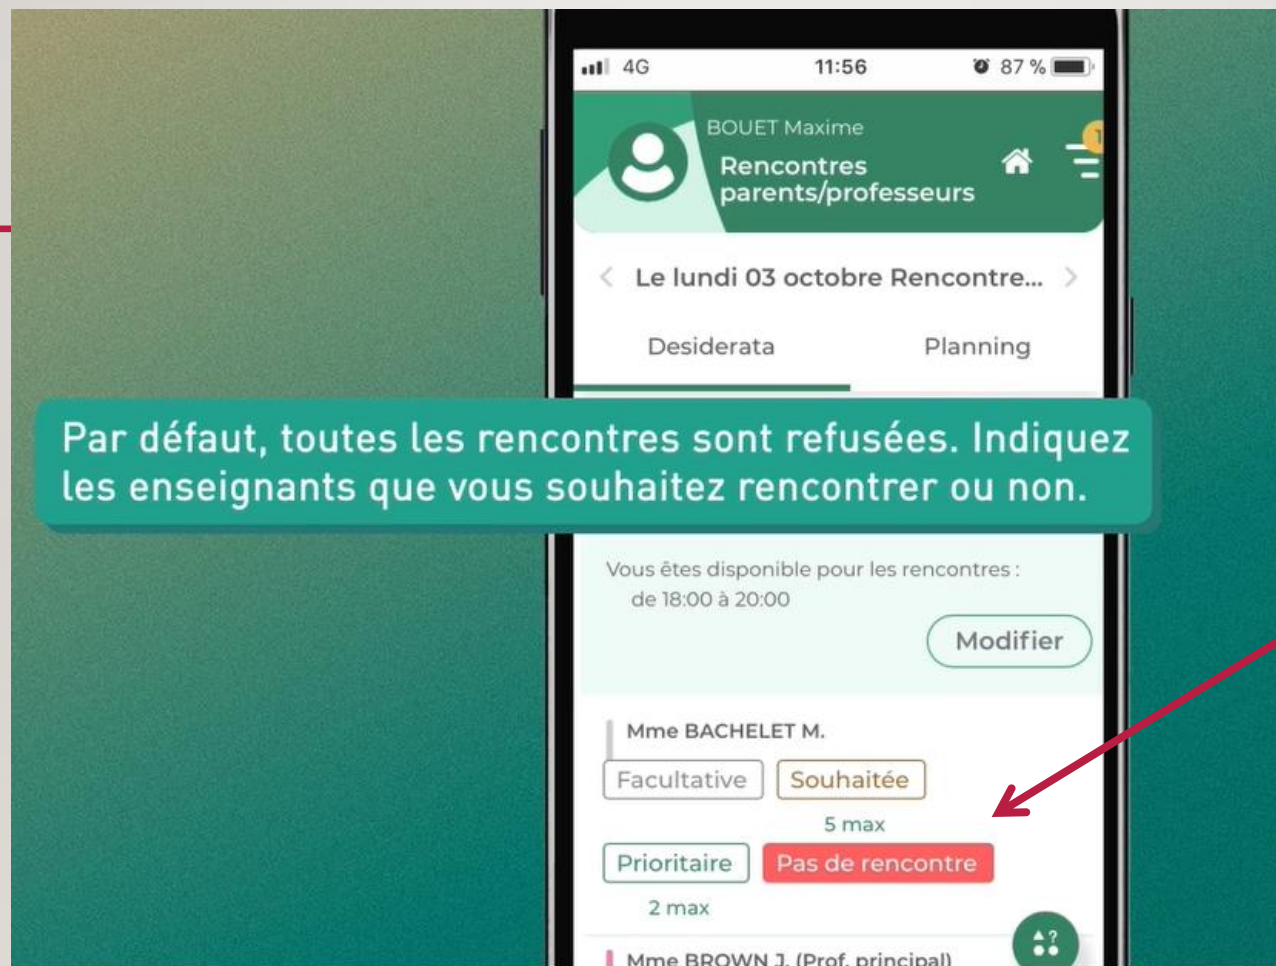 4G 11:56 87 %
BOUET Maxime
1
Rencontres
parents/professeurs
Le lundi 03 octobre Rencontre...
Desiderata Planning
Par défaut, toutes les rencontres sont refusées. Indiquez
les enseignants que vous souhaitez rencontrer ou non.
Vous êtes disponible pour les rencontres :
de 18:00 à 20:00
Modifier
Mme BACHELET M.
Facultative Souhaitée
5 max
Prioritaire Pas de rencontre
2 max
?
Mme BROWN J. (Prof. principal)